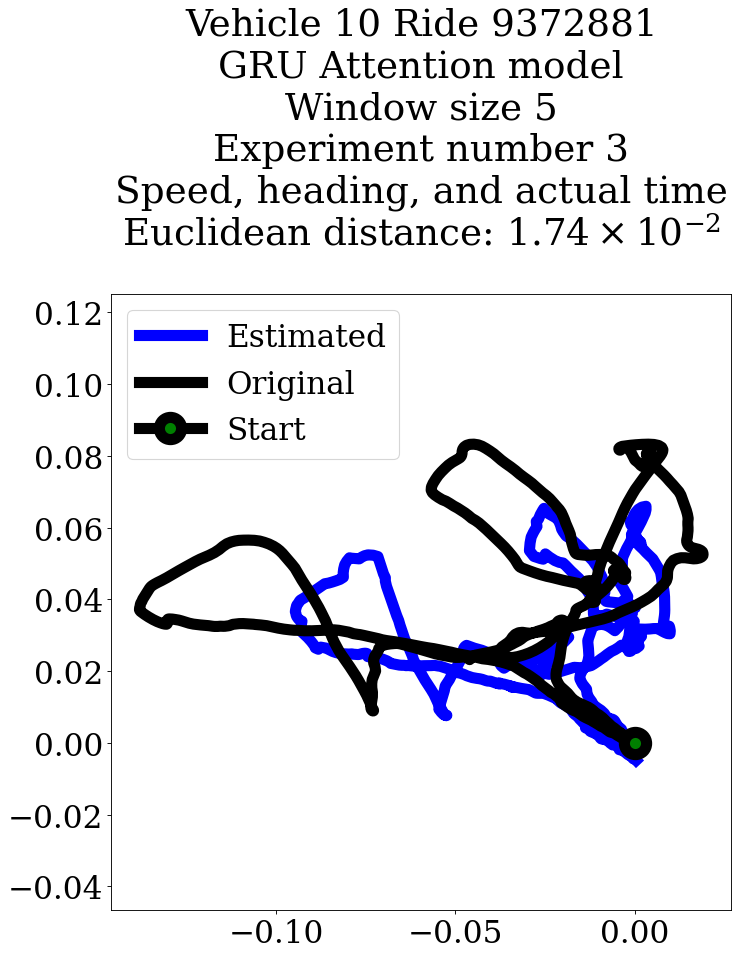 Vehicle 10 Ride 9372881
GRU Attention model
Window size 5
Experiment number 3
Speed, heading, and actual time
Euclidean distance: 1.74 × 10⁻²
0.12
0.10
0.08
0.06
0.04
0.02
0.00
−0.02
−0.04
Estimated
Original
Start
−0.10
−0.05
0.00